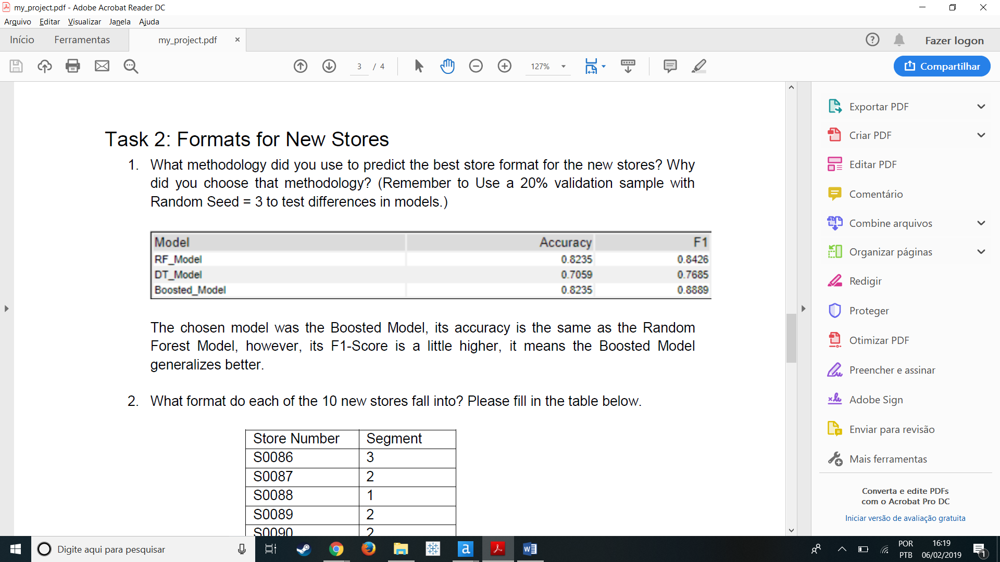 my_project.pdf - Adobe Acrobat Reader DC
Arquivo Editar Visualizar Janela Ajuda
Início Ferramentas my_project.pdf × Fazer logon
3 / 4 127% Compartilhar
Task 2: Formats for New Stores
1. What methodology did you use to predict the best store format for the new stores? Why
did you choose that methodology? (Remember to Use a 20% validation sample with
Random Seed = 3 to test differences in models.)
Model Accuracy F1
RF_Model 0.8235 0.8426
DT_Model 0.7059 0.7685
Boosted_Model 0.8235 0.8889
The chosen model was the Boosted Model, its accuracy is the same as the Random
Forest Model, however, its F1-Score is a little higher, it means the Boosted Model
generalizes better.
2. What format do each of the 10 new stores fall into? Please fill in the table below.
Store Number Segment
S0086 3
S0087 2
S0088 1
S0089 2
S0090 2
Exportar PDF
Criar PDF
Editar PDF
Comentário
Combine arquivos
Organizar páginas
Redigir
Proteger
Otimizar PDF
Preencher e assinar
Adobe Sign
Enviar para revisão
Mais ferramentas
Converta e edite PDFs
com o Acrobat Pro DC
Iniciar versão de avaliação gratuita
Digite aqui para pesquisar
POR
PTB
16:19
06/02/2019
1